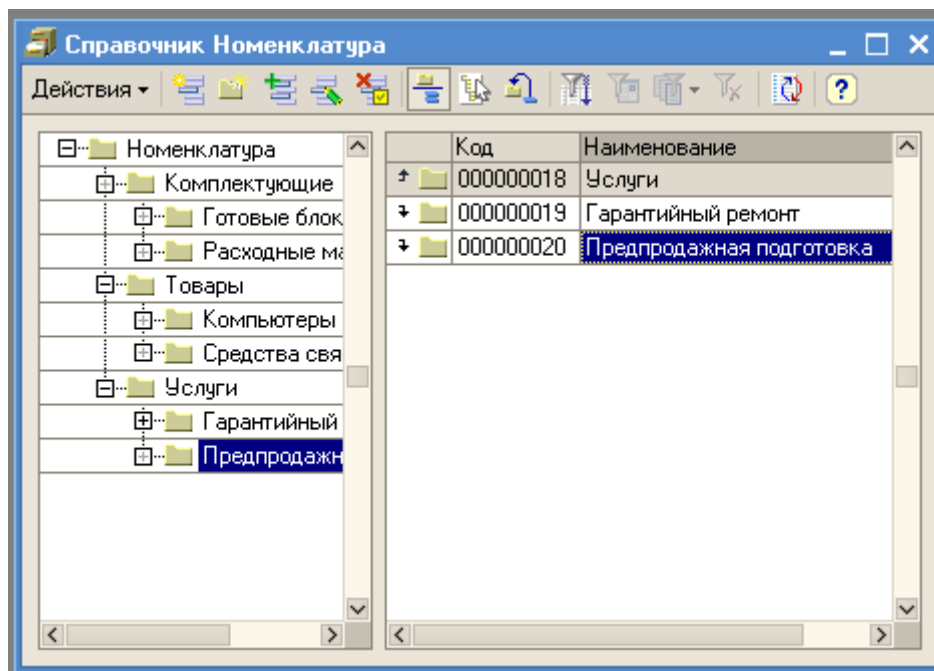 Справочник Номенклатура
Действия
Номенклатура
Комплектующие
Готовые блок
Расходные ма
Товары
Компьютеры
Средства свя
Услуги
Гарантийный
Предпродажн
Код Наименование
000000018 Услуги
000000019 Гарантийный ремонт
000000020 Предпродажная подготовка